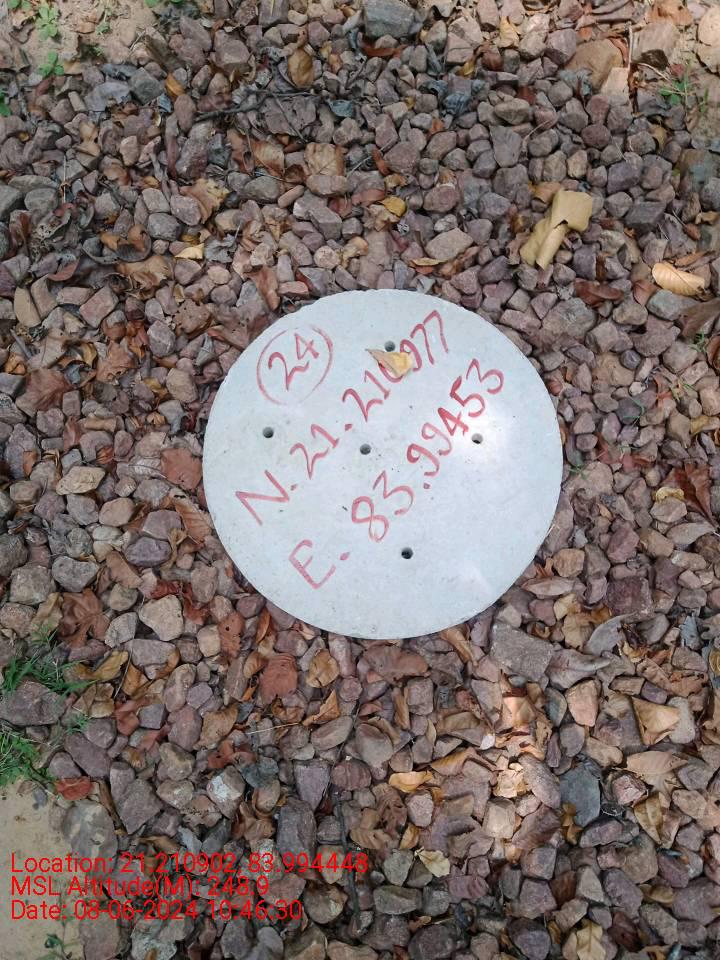 24
N. 21. 210977
E. 83.99453
Location: 21.210902, 83.994448
MSL Altitude(M): 248.9
Date: 08-06-2024 10:46:30